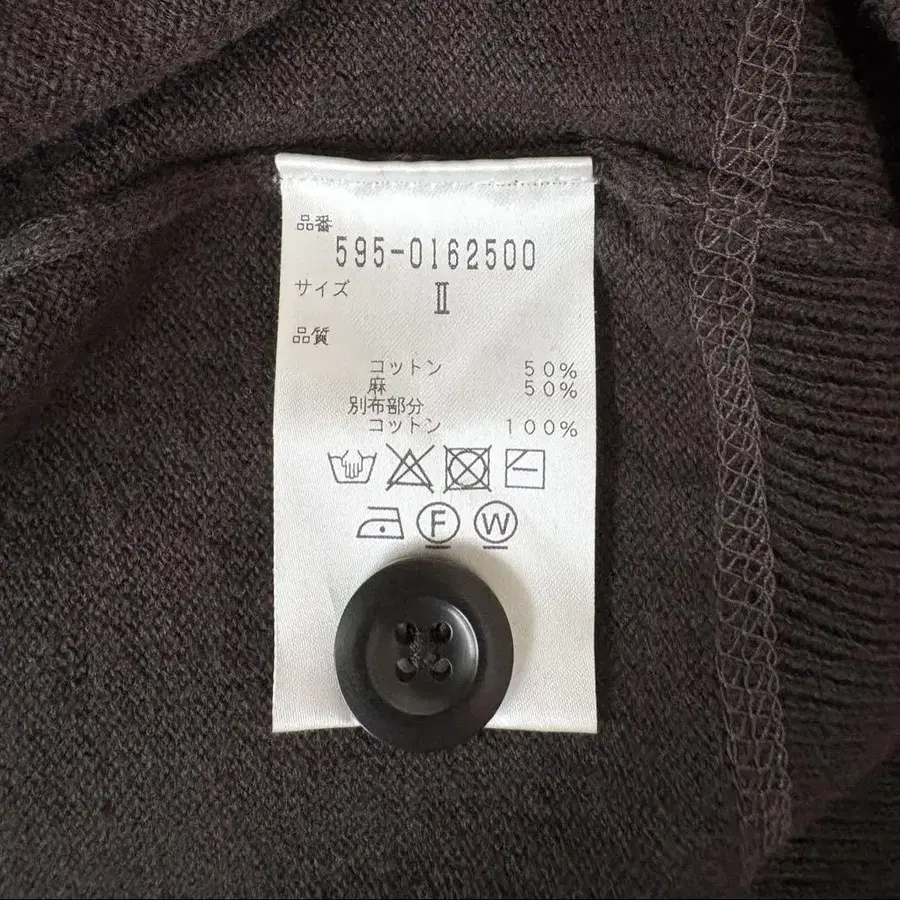 品番
595-0162500
サイズ II
品質
コットン 50%
麻 50%
別布部分
コットン 100%
F W